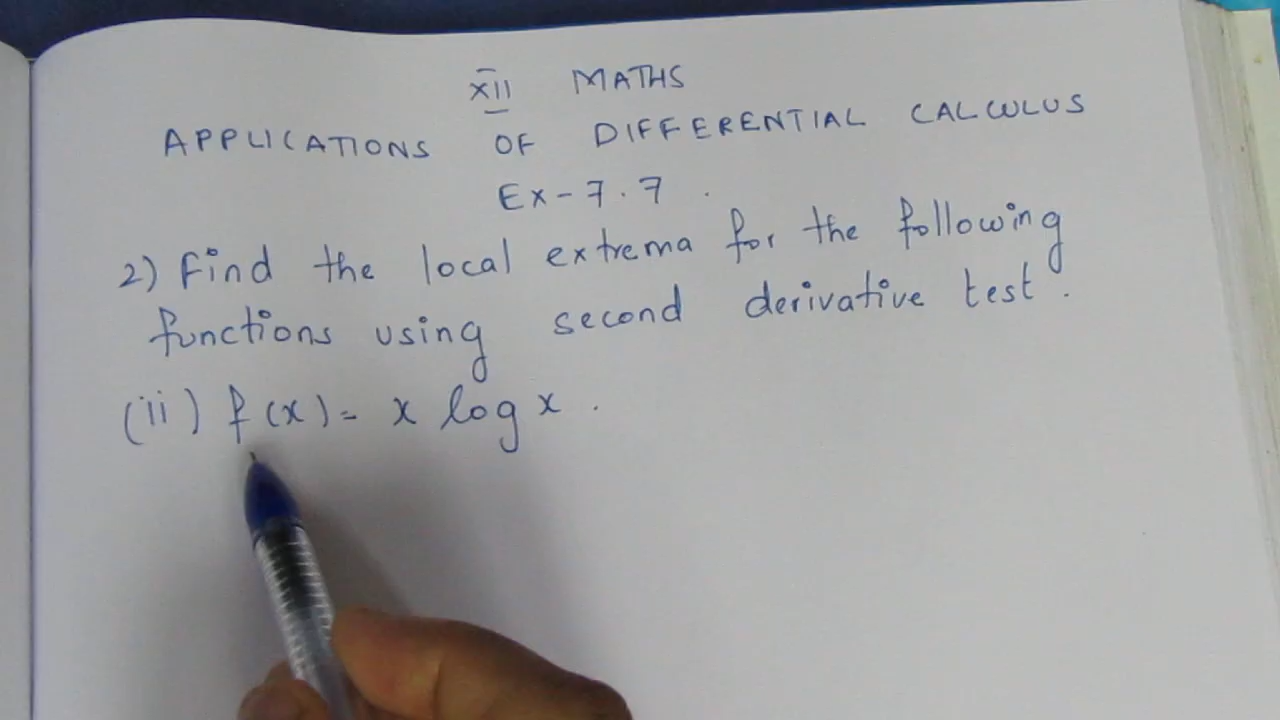 XII MATHS
APPLICATIONS OF DIFFERENTIAL CALCULUS
Ex-7.7.
2) Find the local extrema for the following
functions using second derivative test.
(ii) f(x)= x log x.